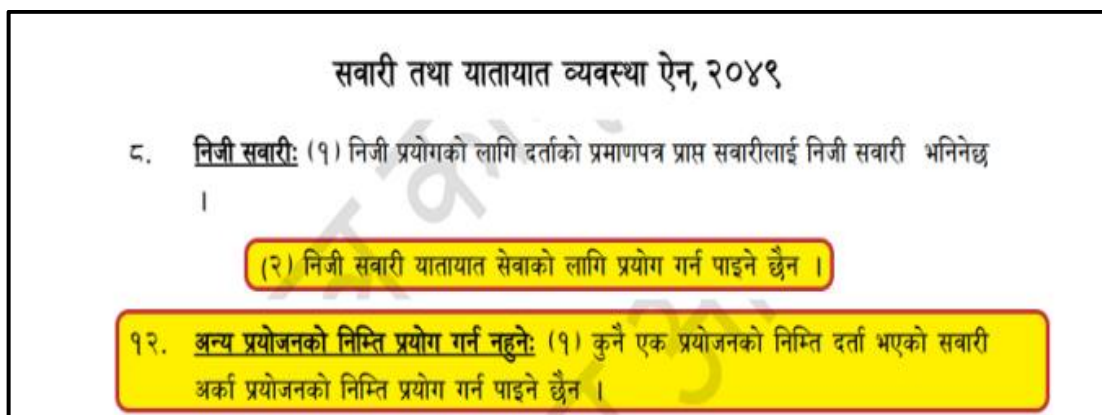 सवारी तथा यातायात व्यवस्था ऐन, २०४९
८. निजी सवारी: (१) निजी प्रयोगको लागि दर्ताको प्रमाणपत्र प्राप्त सवारीलाई निजी सवारी भनिनेछ
।
(२) निजी सवारी यातायात सेवाको लागि प्रयोग गर्न पाइने छैन ।
१२. अन्य प्रयोजनको निम्ति प्रयोग गर्न नहुने: (१) कुनै एक प्रयोजनको निम्ति दर्ता भएको सवारी
अर्का प्रयोजनको निम्ति प्रयोग गर्न पाइने छैन ।